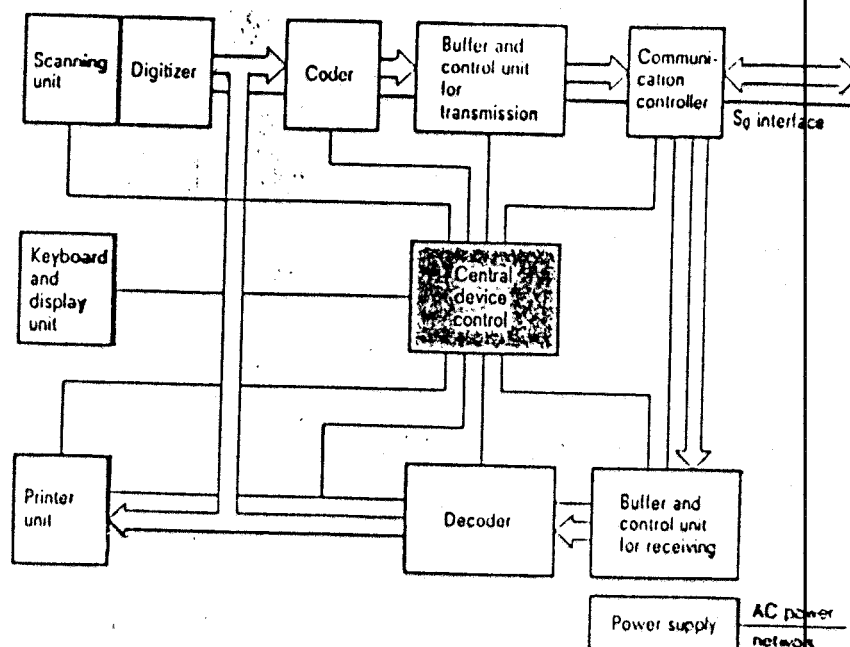 Scanning
unit
Digitizer
Coder
Buffer and
control unit
for
transmission
Communi-
cation
controller
S0 interface
Keyboard
and
display
unit
Central
device
control
Printer
unit
Decoder
Buffer and
control unit
for receiving
Power supply
AC power
network